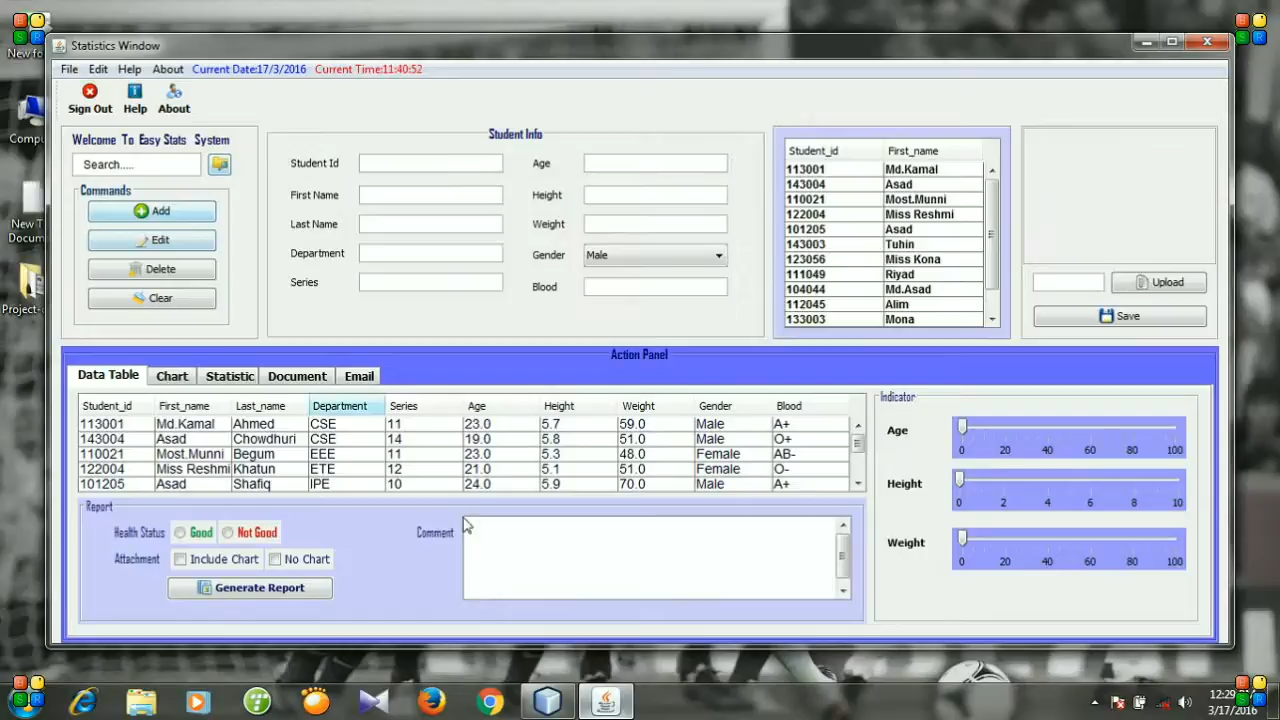 New fo
Statistics Window
File Edit Help About Current Date:17/3/2016 Current Time:11:40:52
Sign Out Help About
Welcome To Easy Stats System
Search.....
Commands
Add
Edit
Delete
Clear
Student Info
Student Id
Age
First Name
Height
Last Name
Weight
Department
Gender Male
Series
Blood
Student_id First_name
113001 Md.Kamal
143004 Asad
110021 Most.Munni
122004 Miss Reshmi
101205 Asad
143003 Tuhin
123056 Miss Kona
111049 Riyad
104044 Md.Asad
112045 Alim
133003 Mona
Upload
Save
Compu
New T
Docum
Project-
Action Panel
Data Table Chart Statistic Document Email
Student_id First_name Last_name Department Series Age Height Weight Gender Blood
113001 Md.Kamal Ahmed CSE 11 23.0 5.7 59.0 Male A+
143004 Asad Chowdhuri CSE 14 19.0 5.8 51.0 Male O+
110021 Most.Munni Begum EEE 11 23.0 5.3 48.0 Female AB-
122004 Miss Reshmi Khatun ETE 12 21.0 5.1 51.0 Female O-
101205 Asad Shafiq IPE 10 24.0 5.9 70.0 Male A+
Report
Health Status Good Not Good
Attachment Include Chart No Chart
Generate Report
Comment
Indicator
Age
0 20 40 60 80 100
Height
0 2 4 6 8 10
Weight
0 20 40 60 80 100
12:29
3/17/2016